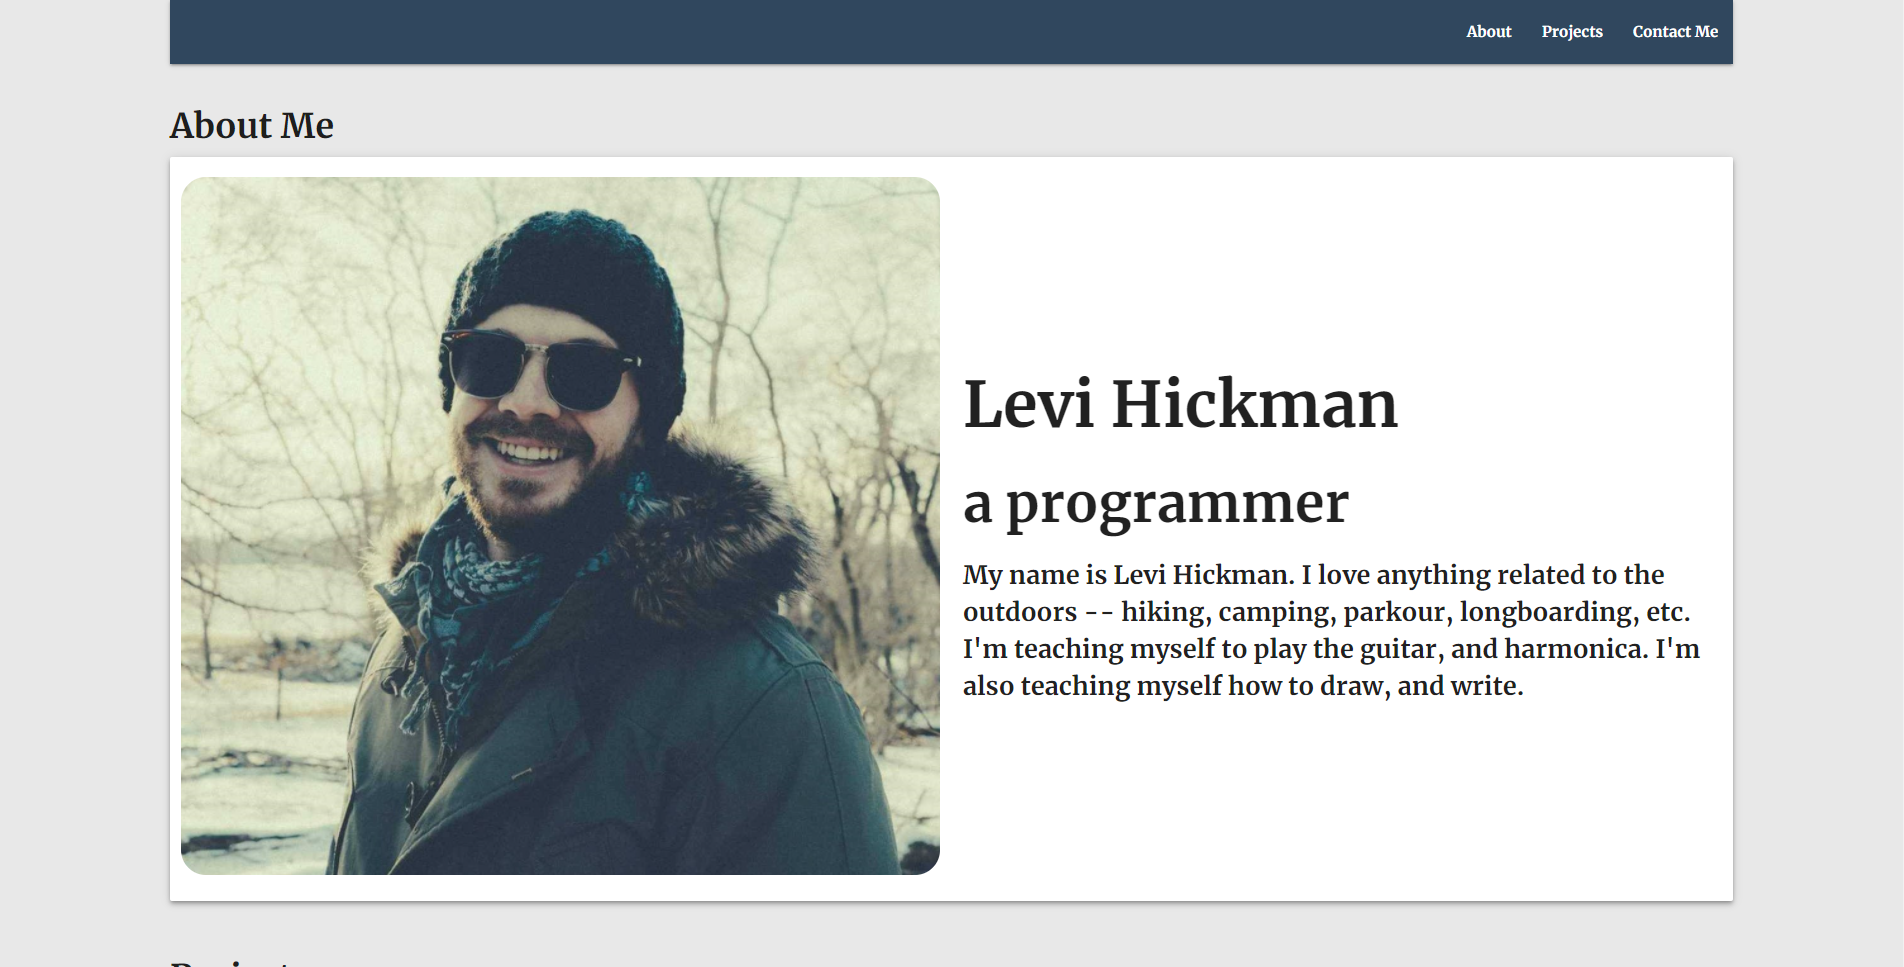 About Projects Contact Me
About Me
Levi Hickman
a programmer
My name is Levi Hickman. I love anything related to the
outdoors -- hiking, camping, parkour, longboarding, etc.
I'm teaching myself to play the guitar, and harmonica. I'm
also teaching myself how to draw, and write.